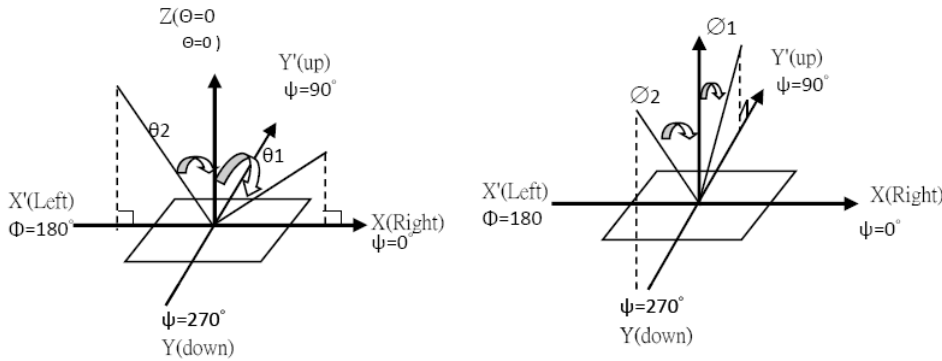 Z(Θ=0
Θ=0 )
Y'(up)
ψ=90°
θ2
θ1
X'(Left)
Φ=180°
X(Right)
ψ=0°
ψ=270°
Y(down)
∅1
Y'(up)
ψ=90°
∅2
X'(Left)
Φ=180
X(Right)
ψ=0°
ψ=270°
Y(down)